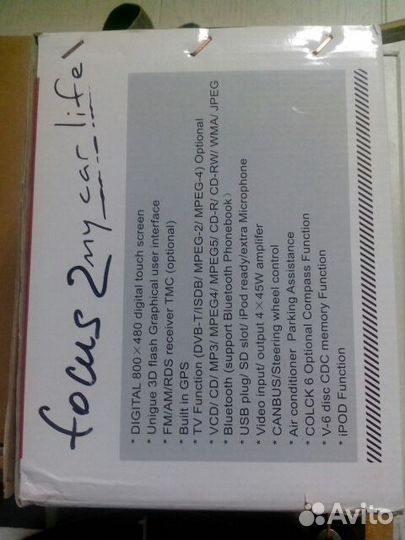 focus 2 my car life
* DIGITAL 800×480 digital touch screen
* Unigue 3D flash Graphical user interface
* FM/AM/RDS receiver TMC (optional)
* Built in GPS
* TV Function (DVB-T/ISDB/ MPEG-2/ MPEG-4) Optional
* VCD/ CD/ MP3/ MPEG4/ MPEG5/ CD-R/ CD-RW/ WMA/ JPEG
* Bluetooth (support Bluetooth Phonebook)
* USB plug/ SD slot/ iPod ready/extra Microphone
* Video input/ output 4×45W amplifer
* CANBUS/Steering wheel control
* Air conditioner Parking Assistance
* COLCK 6 Optional Compass Function
* V-6 disc CDC memory Function
* iPOD Function
Avito